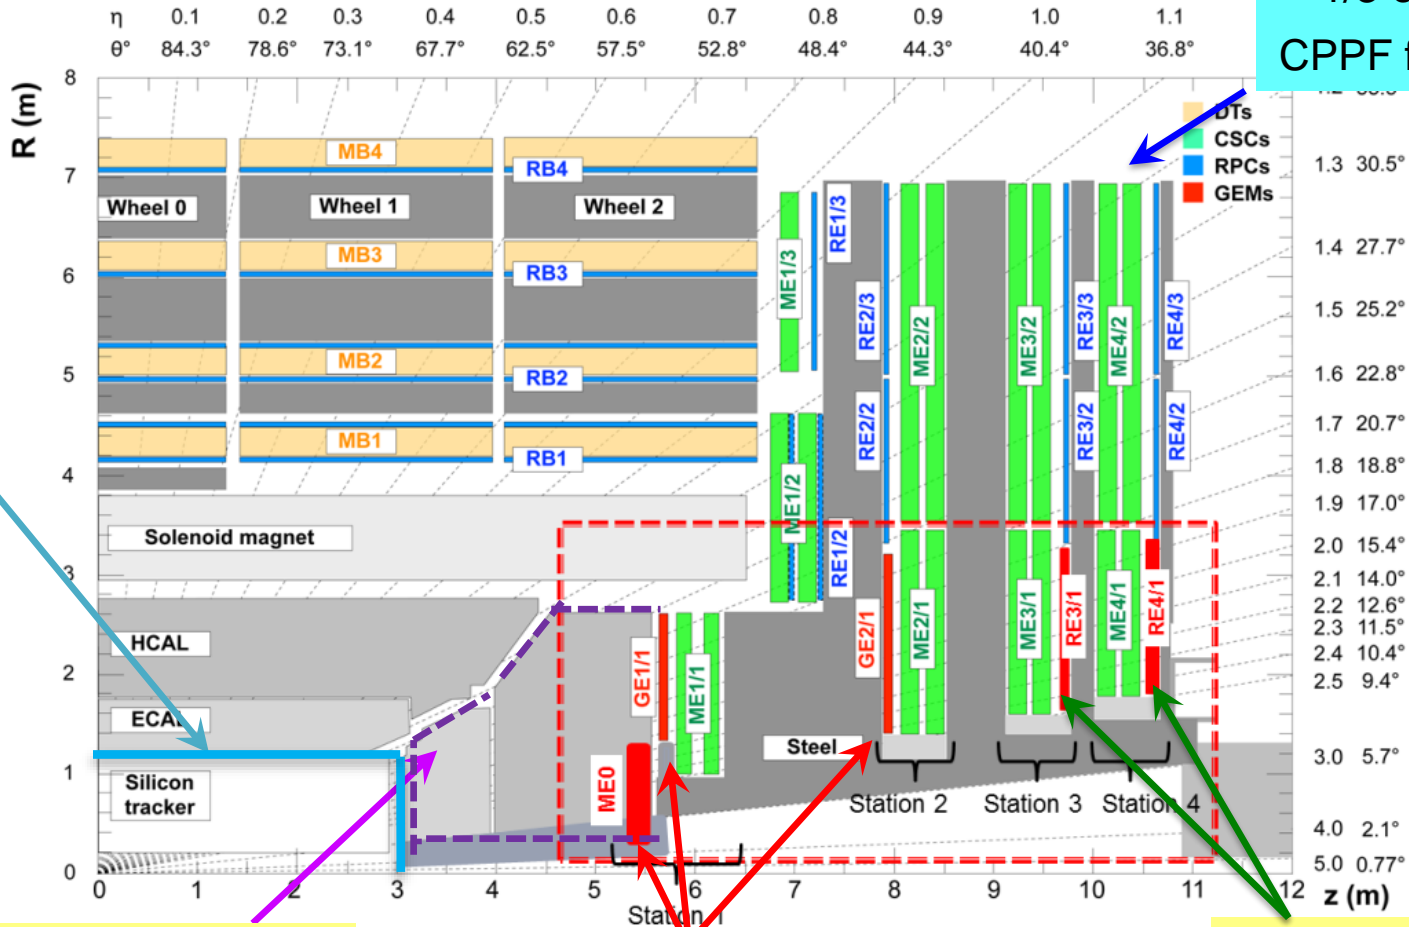 η 0.1 0.2 0.3 0.4 0.5 0.6 0.7 0.8 0.9 1.0 1.1
θ° 84.3° 78.6° 73.1° 67.7° 62.5° 57.5° 52.8° 48.4° 44.3° 40.4° 36.8°
CPPF
R (m)
8
7
6
5
4
3
2
1
0
0 1 2 3 4 5 6 7 8 9 10 11 12
z (m)
DTs
CSCs
RPCs
GEMs
1.3 30.5°
1.4 27.7°
1.5 25.2°
1.6 22.8°
1.7 20.7°
1.8 18.8°
1.9 17.0°
2.0 15.4°
2.1 14.0°
2.2 12.6°
2.3 11.5°
2.4 10.4°
2.5 9.4°
3.0 5.7°
4.0 2.1°
5.0 0.77°
MB4
RB4
Wheel 0
Wheel 1
Wheel 2
MB3
RB3
MB2
RB2
MB1
RB1
Solenoid magnet
HCAL
ECAL
Silicon
tracker
Steel
ME1/3
RE1/3
ME1/2
RE1/2
RE2/3
RE2/2
ME2/2
ME3/2
RE3/3
RE3/2
ME4/2
RE4/3
RE4/2
GE1/1
ME1/1
ME0
GE2/1
ME2/1
ME3/1
RE3/1
ME4/1
RE4/1
Station 1
Station 2
Station 3
Station 4